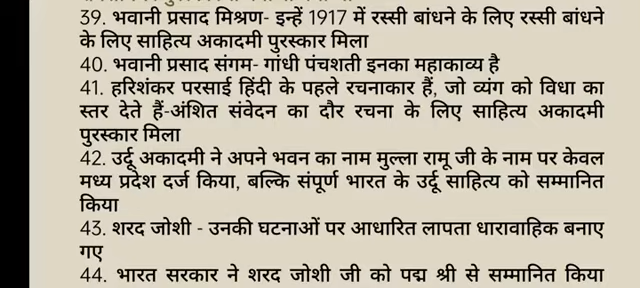 39. भवानी प्रसाद मिश्रण- इन्हें 1917 में रस्सी बांधने के लिए रस्सी बांधने
के लिए साहित्य अकादमी पुरस्कार मिला
40. भवानी प्रसाद संगम- गांधी पंचशती इनका महाकाव्य है
41. हरिशंकर परसाई हिंदी के पहले रचनाकार हैं, जो व्यंग को विधा का
स्तर देते हैं-अंशित संवेदन का दौर रचना के लिए साहित्य अकादमी
पुरस्कार मिला
42. उर्दू अकादमी ने अपने भवन का नाम मुल्ला रामू जी के नाम पर केवल
मध्य प्रदेश दर्ज किया, बल्कि संपूर्ण भारत के उर्दू साहित्य को सम्मानित
किया
43. शरद जोशी - उनकी घटनाओं पर आधारित लापता धारावाहिक बनाए
गए
44. भारत सरकार ने शरद जोशी जी को पद्म श्री से सम्मानित किया